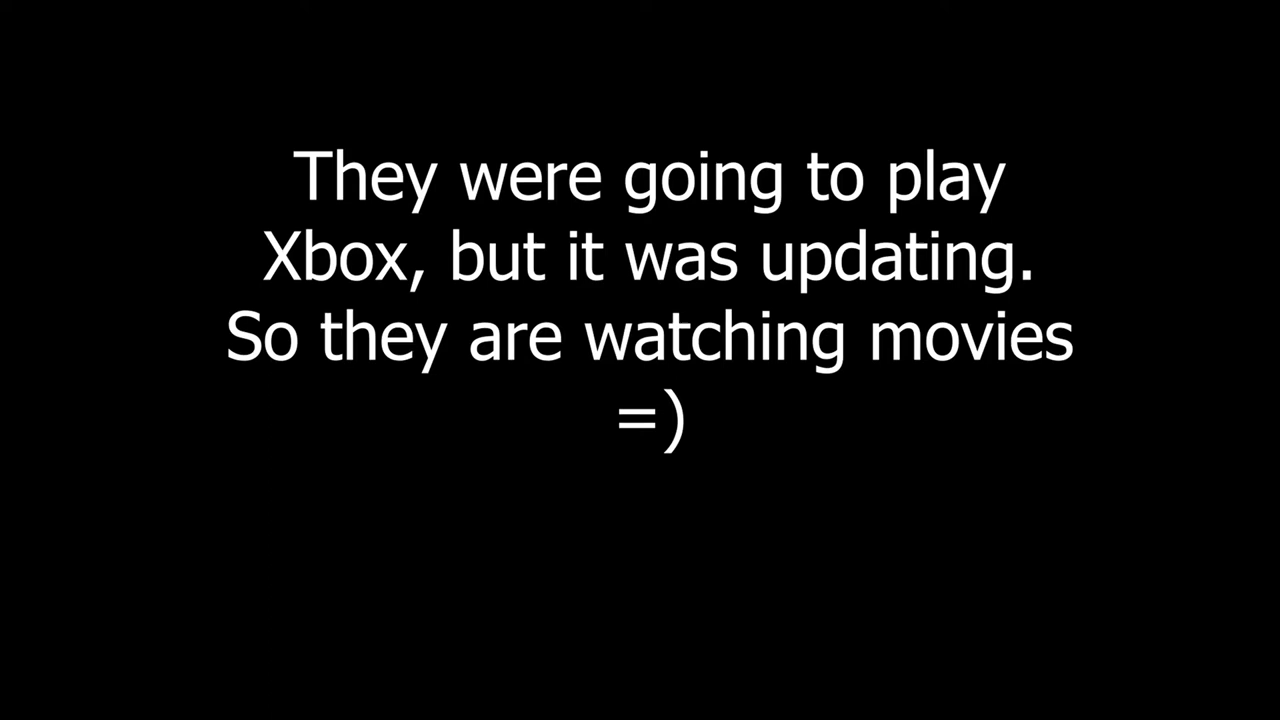 They were going to play
Xbox, but it was updating.
So they are watching movies
=)